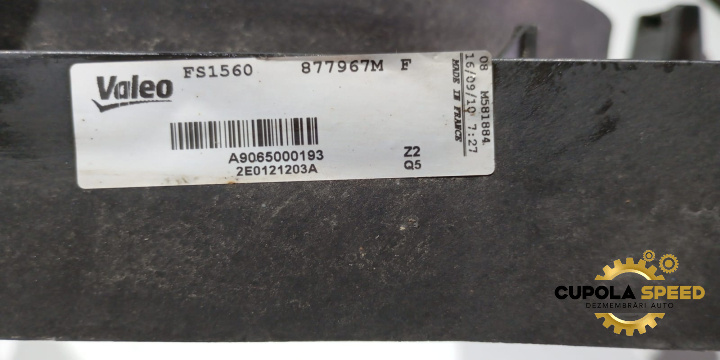 Valeo
FS1560 877967M F
A9065000193
2E0121203A
Z2
Q5
08 M581884
16/09/10 7:27
MADE IN FRANCE
CUPOLA SPEED
DEZMEMBRĂRI AUTO